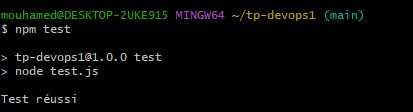 mouhamed@DESKTOP-2UKE915 MINGW64 ~/tp-devops1 (main)
$ npm test
> tp-devops1@1.0.0 test
> node test.js
Test réussi